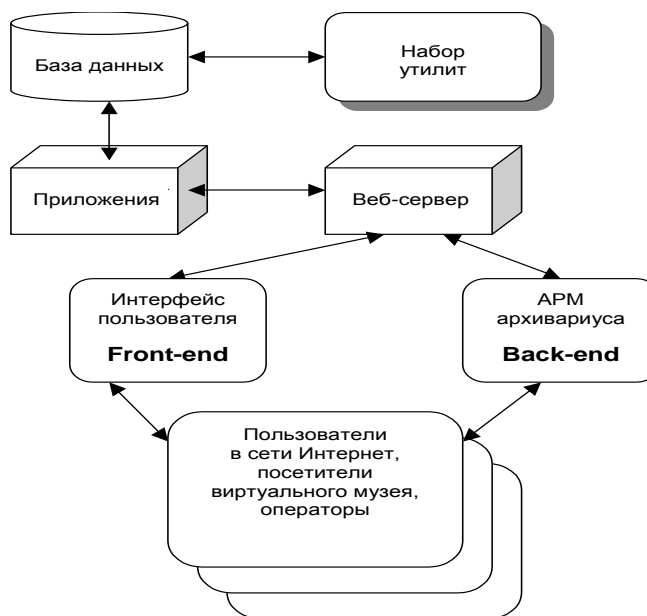 База данных
Набор
утилит
Приложения
Веб-сервер
Интерфейс
пользователя
Front-end
АРМ
архивариуса
Back-end
Пользователи
в сети Интернет,
посетители
виртуального музея,
операторы